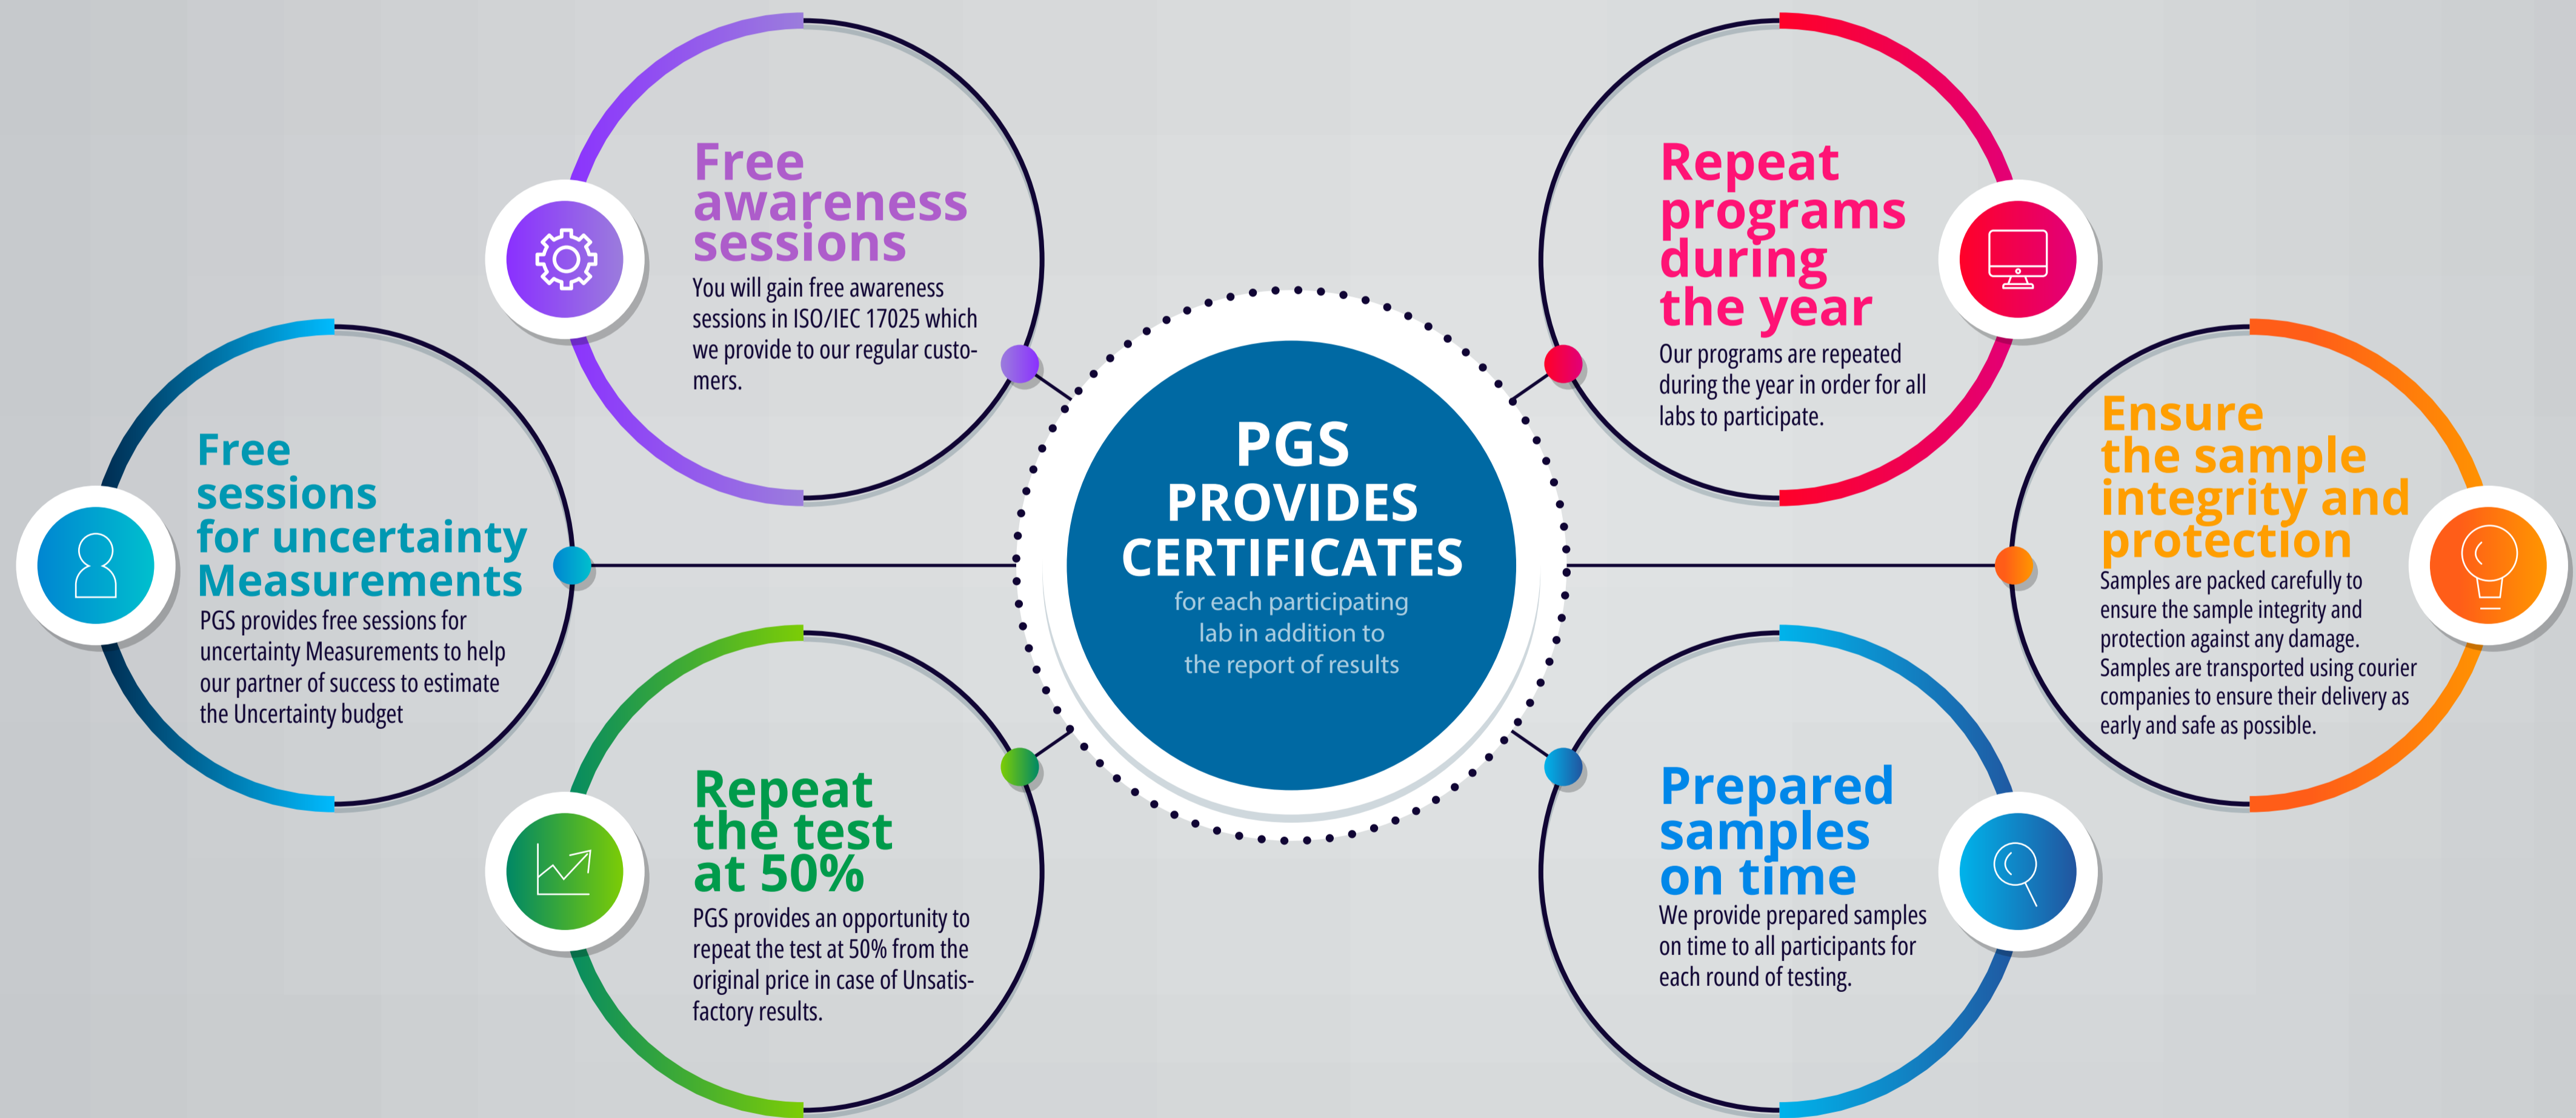 Free
awareness
sessions
You will gain free awareness
sessions in ISO/IEC 17025 which
we provide to our regular custo-
mers.
Repeat
programs
during
the year
Our programs are repeated
during the year in order for all
labs to participate.
Free
sessions
for uncertainty
Measurements
PGS provides free sessions for
uncertainty Measurements to help
our partner of success to estimate
the Uncertainty budget
PGS
PROVIDES
CERTIFICATES
for each participating
lab in addition to
the report of results
Ensure
the sample
integrity and
protection
Samples are packed carefully to
ensure the sample integrity and
protection against any damage.
Samples are transported using courier
companies to ensure their delivery as
early and safe as possible.
Repeat
the test
at 50%
PGS provides an opportunity to
repeat the test at 50% from the
original price in case of Unsatis-
factory results.
Prepared
samples
on time
We provide prepared samples
on time to all participants for
each round of testing.